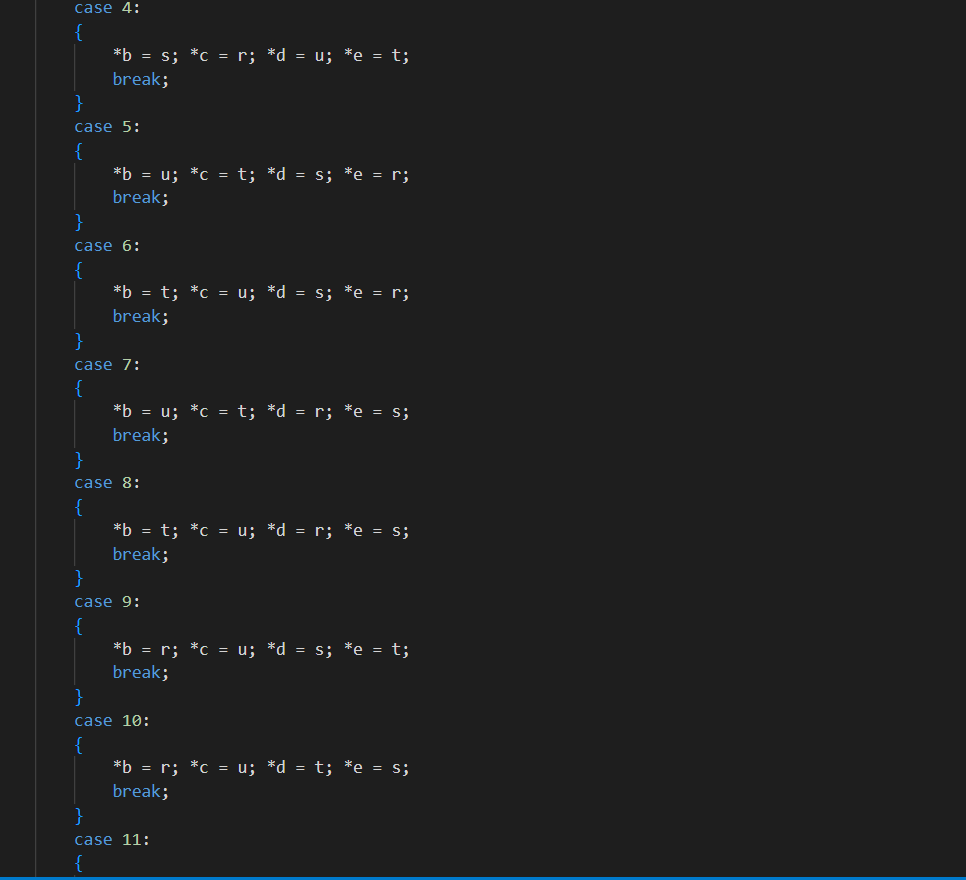 case 4:
{
*b = s; *c = r; *d = u; *e = t;
break;
}
case 5:
{
*b = u; *c = t; *d = s; *e = r;
break;
}
case 6:
{
*b = t; *c = u; *d = s; *e = r;
break;
}
case 7:
{
*b = u; *c = t; *d = r; *e = s;
break;
}
case 8:
{
*b = t; *c = u; *d = r; *e = s;
break;
}
case 9:
{
*b = r; *c = u; *d = s; *e = t;
break;
}
case 10:
{
*b = r; *c = u; *d = t; *e = s;
break;
}
case 11:
{